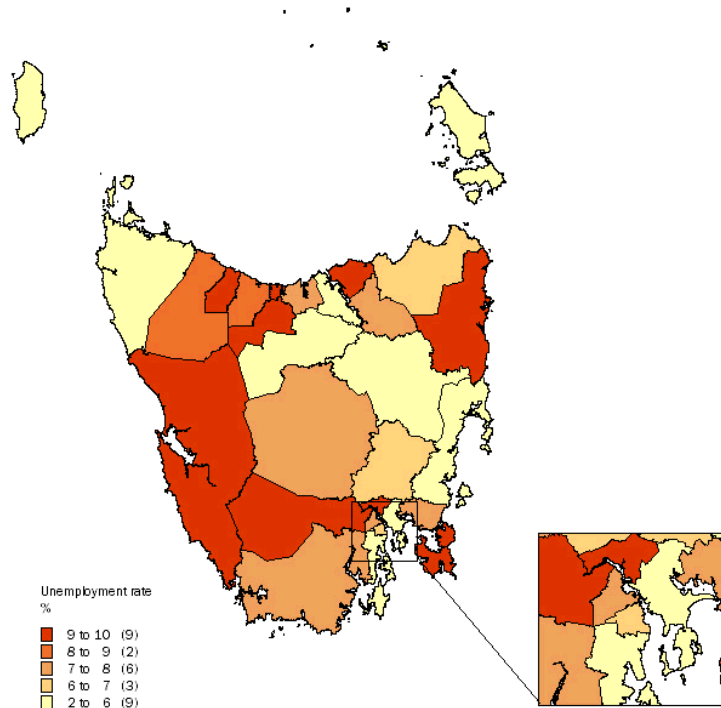 Unemployment rate
%
9 to 10 (9)
8 to 9 (2)
7 to 8 (6)
6 to 7 (3)
2 to 6 (9)